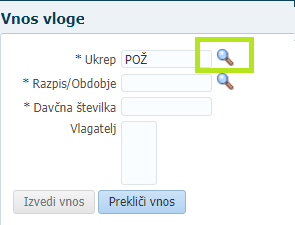 Vnos vloge
* Ukrep POŽ
* Razpis/Obdobje
* Davčna številka
Vlagatelj
Izvedi vnos Prekliči vnos